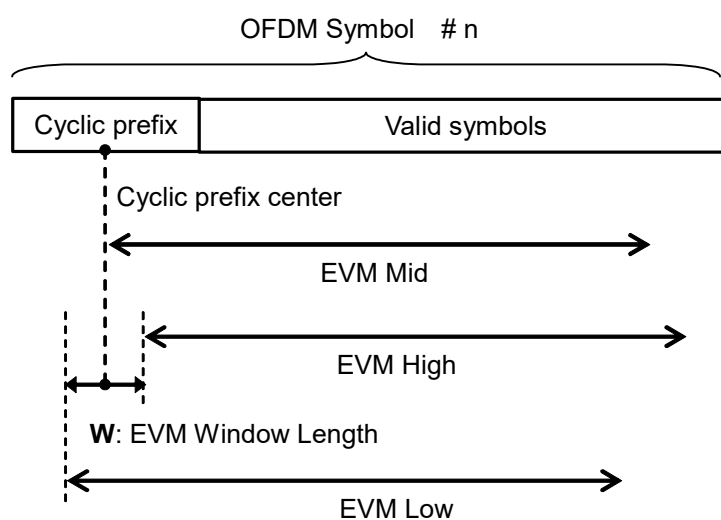 OFDM Symbol # n
Cyclic prefix
Valid symbols
Cyclic prefix center
EVM Mid
EVM High
W: EVM Window Length
EVM Low